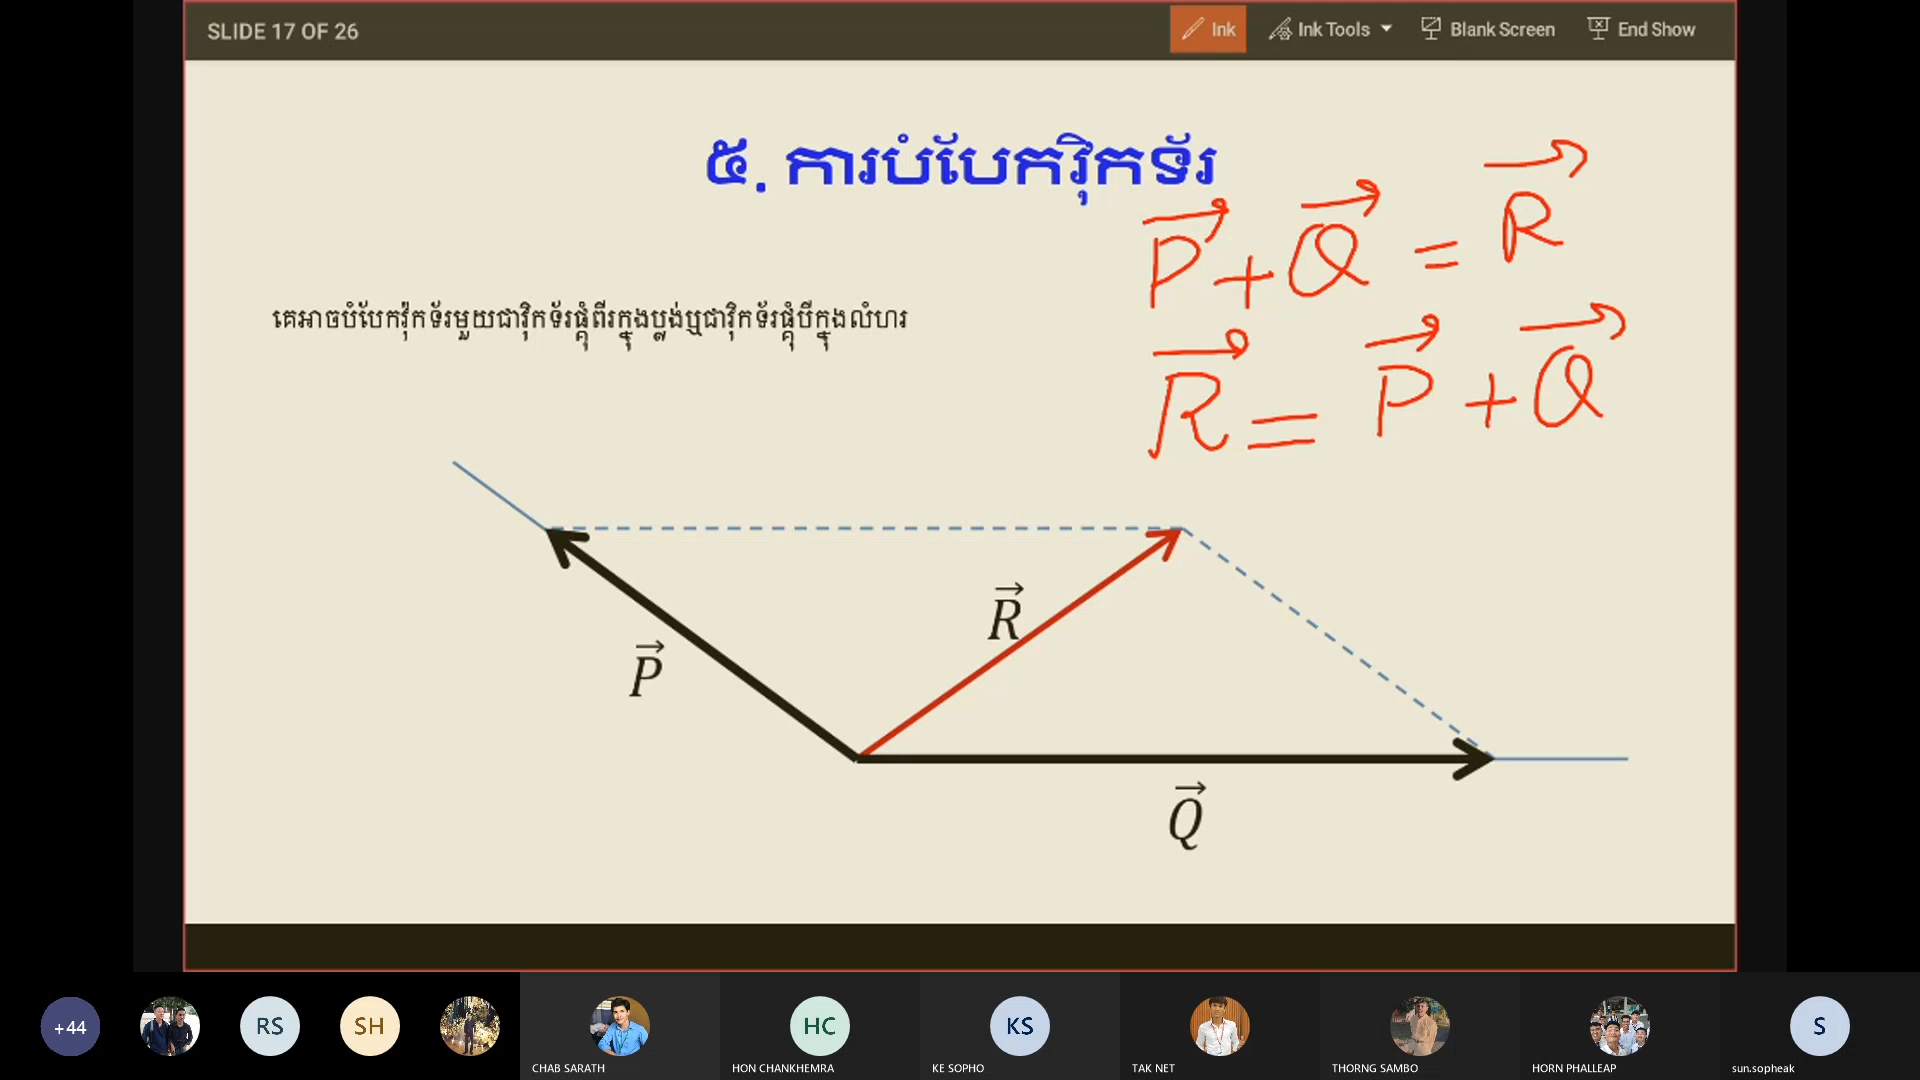 SLIDE 17 OF 26
Ink
Ink Tools
Blank Screen
End Show
៥. ការបំបែកវ៉ិកទ័រ
P⃗ + Q⃗ = R⃗
គេអាចបំបែកវ៉ុកទ័រមួយជាវ៉ិកទ័រផ្គុំពីរក្នុងប្លង់ឬជាវ៉ិកទ័រផ្គុំបីក្នុងលំហរ
R⃗ = P⃗ + Q⃗
R⃗
P⃗
Q⃗
+44
RS
SH
HC
KS
S
CHAB SARATH
HON CHANKHEMRA
KE SOPHO
TAK NET
THORNG SAMBO
HORN PHALLEAP
sun.sopheak